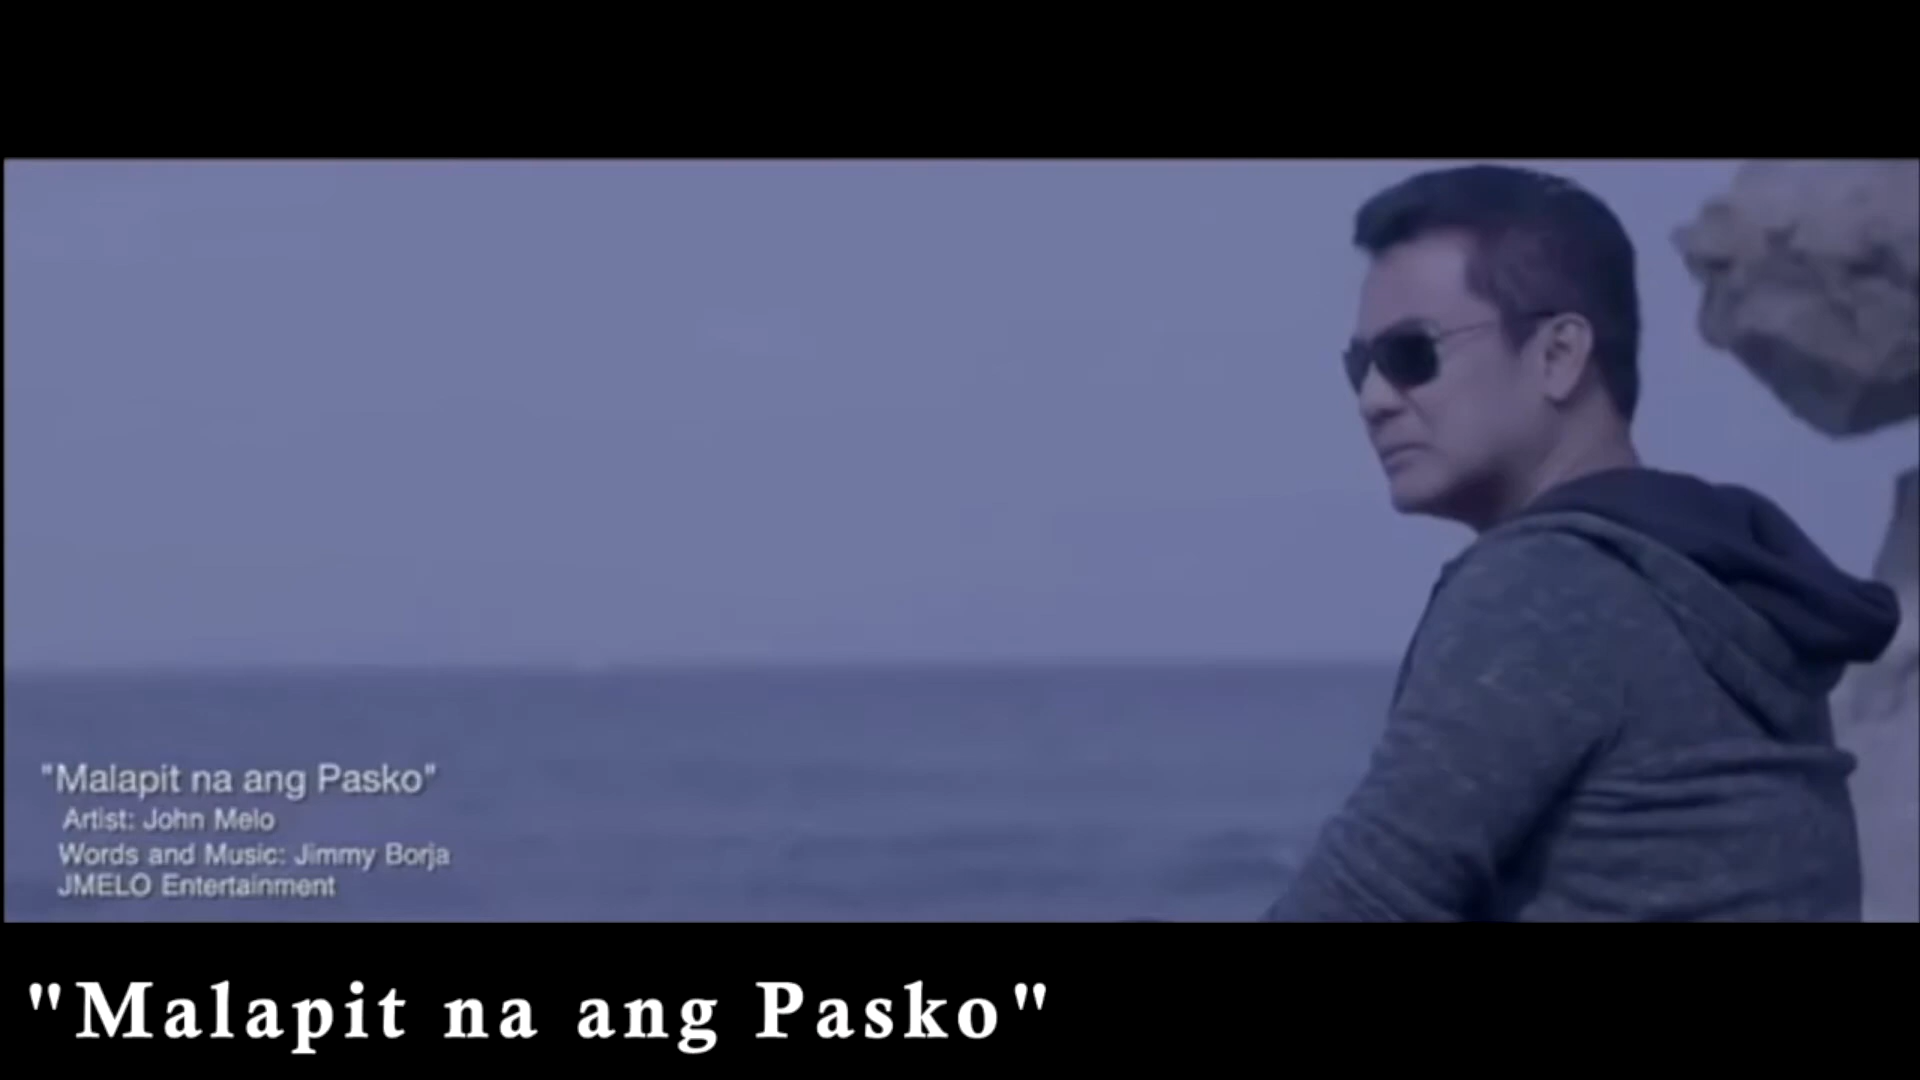 "Malapit na ang Pasko"
Artist: John Melo
Words and Music: Jimmy Borja
JMELO Entertainment
"Malapit na ang Pasko"